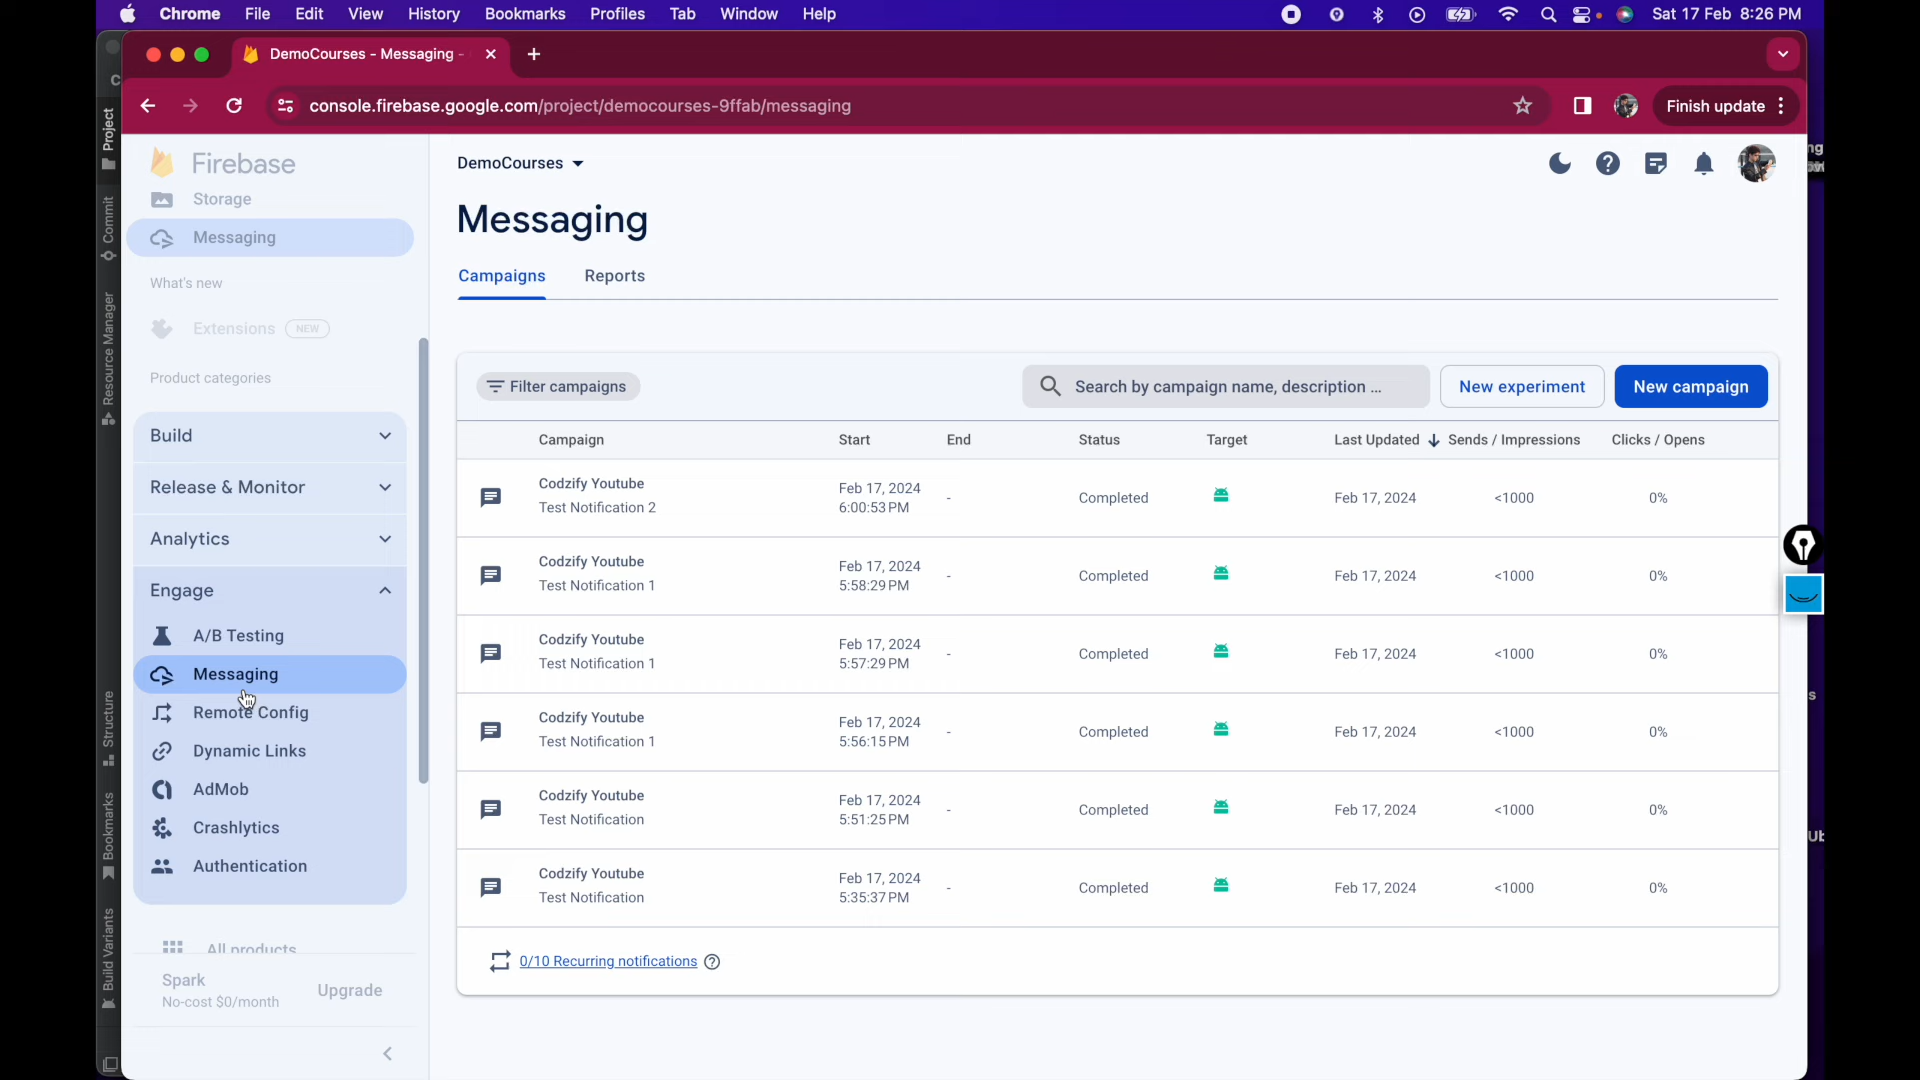 Chrome File Edit View History Bookmarks Profiles Tab Window Help Sat 17 Feb 8:26 PM
DemoCourses - Messaging -
console.firebase.google.com/project/democourses-9ffab/messaging
Finish update
Project
Commit
Resource Manager
Structure
Bookmarks
Build Variants
Firebase
Storage
Messaging
What's new
Extensions NEW
Product categories
Build
Release & Monitor
Analytics
Engage
A/B Testing
Messaging
Remote Config
Dynamic Links
AdMob
Crashlytics
Authentication
All products
Spark
No-cost $0/month
Upgrade
DemoCourses
Messaging
Campaigns Reports
Filter campaigns
Search by campaign name, description ...
New experiment
New campaign
Campaign Start End Status Target Last Updated Sends / Impressions Clicks / Opens
Codzify Youtube
Test Notification 2
Feb 17, 2024
6:00:53 PM
- Completed Feb 17, 2024 <1000 0%
Codzify Youtube
Test Notification 1
Feb 17, 2024
5:58:29 PM
- Completed Feb 17, 2024 <1000 0%
Codzify Youtube
Test Notification 1
Feb 17, 2024
5:57:29 PM
- Completed Feb 17, 2024 <1000 0%
Codzify Youtube
Test Notification 1
Feb 17, 2024
5:56:15 PM
- Completed Feb 17, 2024 <1000 0%
Codzify Youtube
Test Notification
Feb 17, 2024
5:51:25 PM
- Completed Feb 17, 2024 <1000 0%
Codzify Youtube
Test Notification
Feb 17, 2024
5:35:37 PM
- Completed Feb 17, 2024 <1000 0%
0/10 Recurring notifications